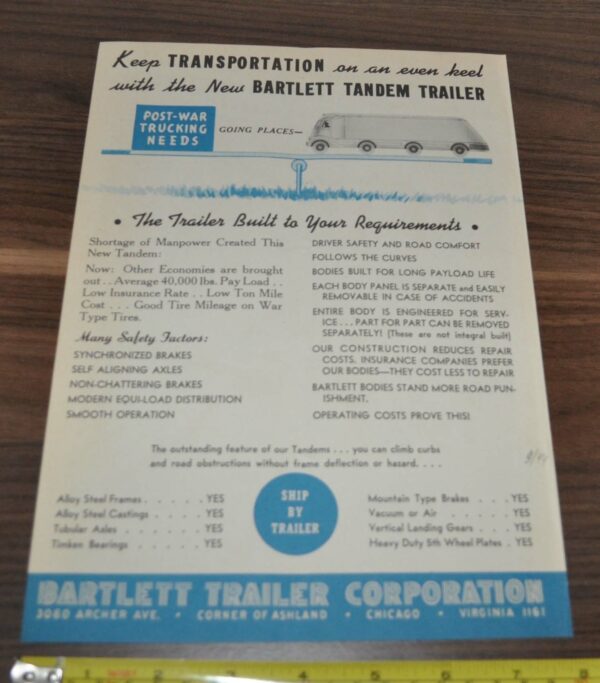 Keep TRANSPORTATION on an even keel
with the New BARTLETT TANDEM TRAILER
POST-WAR
TRUCKING
NEEDS
GOING PLACES—
• The Trailer Built to Your Requirements •
Shortage of Manpower Created This
New Tandem:
Now: Other Economies are brought
out . . Average 40,000 lbs. Pay Load . .
Low Insurance Rate . . Low Ton Mile
Cost . . . Good Tire Mileage on War
Type Tires.
Many Safety Factors:
SYNCHRONIZED BRAKES
SELF ALIGNING AXLES
NON-CHATTERING BRAKES
MODERN EQUI-LOAD DISTRIBUTION
SMOOTH OPERATION
DRIVER SAFETY AND ROAD COMFORT
FOLLOWS THE CURVES
BODIES BUILT FOR LONG PAYLOAD LIFE
EACH BODY PANEL IS SEPARATE and EASILY
REMOVABLE IN CASE OF ACCIDENTS
ENTIRE BODY IS ENGINEERED FOR SERV-
ICE . . . PART FOR PART CAN BE REMOVED
SEPARATELY! (These are not integral built)
OUR CONSTRUCTION REDUCES REPAIR
COSTS. INSURANCE COMPANIES PREFER
OUR BODIES—THEY COST LESS TO REPAIR
BARTLETT BODIES STAND MORE ROAD PUN-
ISHMENT.
OPERATING COSTS PROVE THIS!
The outstanding feature of our Tandems . . . you can climb curbs
and road obstructions without frame deflection or hazard. . . .
Alloy Steel Frames . . . . . YES
Alloy Steel Castings . . . . . YES
Tubular Axles . . . . . . YES
Timken Bearings . . . . . . YES
SHIP
BY
TRAILER
Mountain Type Brakes . . . YES
Vacuum or Air . . . . . YES
Vertical Landing Gears . . . YES
Heavy Duty 5th Wheel Plates . YES
BARTLETT TRAILER CORPORATION
3060 ARCHER AVE. • CORNER OF ASHLAND • CHICAGO • VIRGINIA 1161
1 2 3 4 5 6 7 8